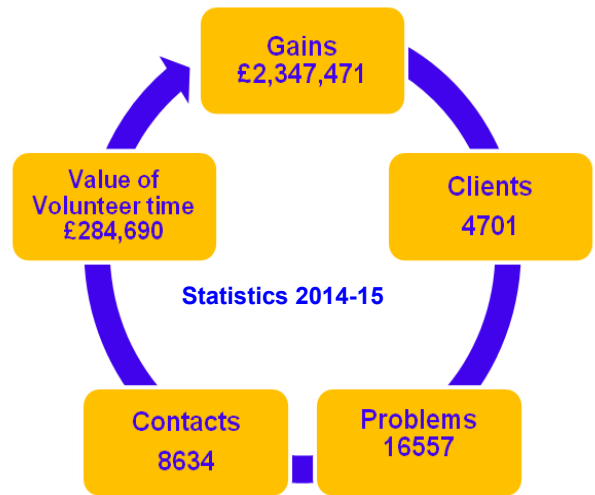 Gains
£2,347,471
Clients
4701
Problems
16557
Contacts
8634
Value of
Volunteer time
£284,690
Statistics 2014-15